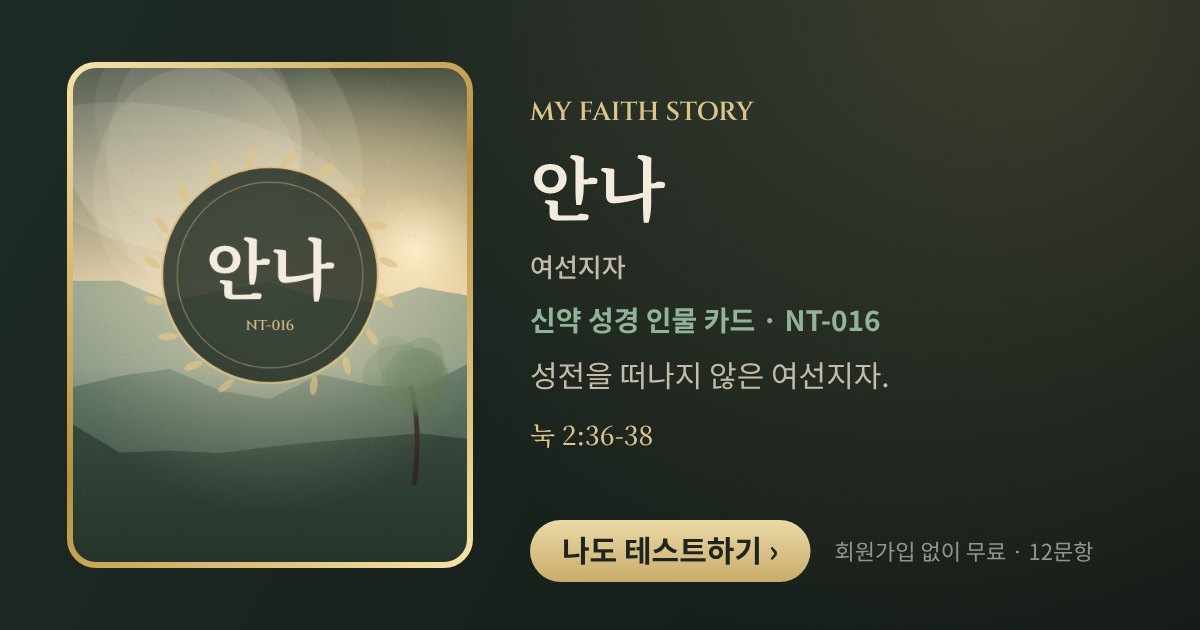 안나
NT-016
MY FAITH STORY
안나
여선지자
신약 성경 인물 카드 · NT-016
성전을 떠나지 않은 여선지자.
눅 2:36-38
나도 테스트하기 ›
회원가입 없이 무료 · 12문항